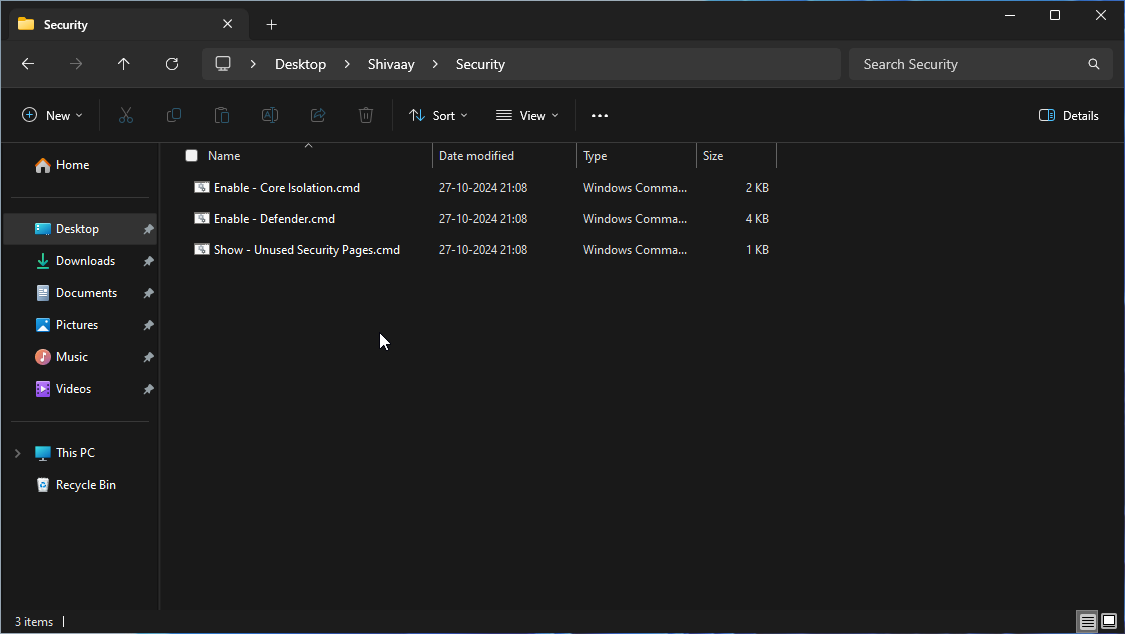 Security
Desktop Shivaay Security
Search Security
New
Sort
View
Details
Name Date modified Type Size
Enable - Core Isolation.cmd 27-10-2024 21:08 Windows Comma... 2 KB
Enable - Defender.cmd 27-10-2024 21:08 Windows Comma... 4 KB
Show - Unused Security Pages.cmd 27-10-2024 21:08 Windows Comma... 1 KB
Home
Desktop
Downloads
Documents
Pictures
Music
Videos
This PC
Recycle Bin
3 items